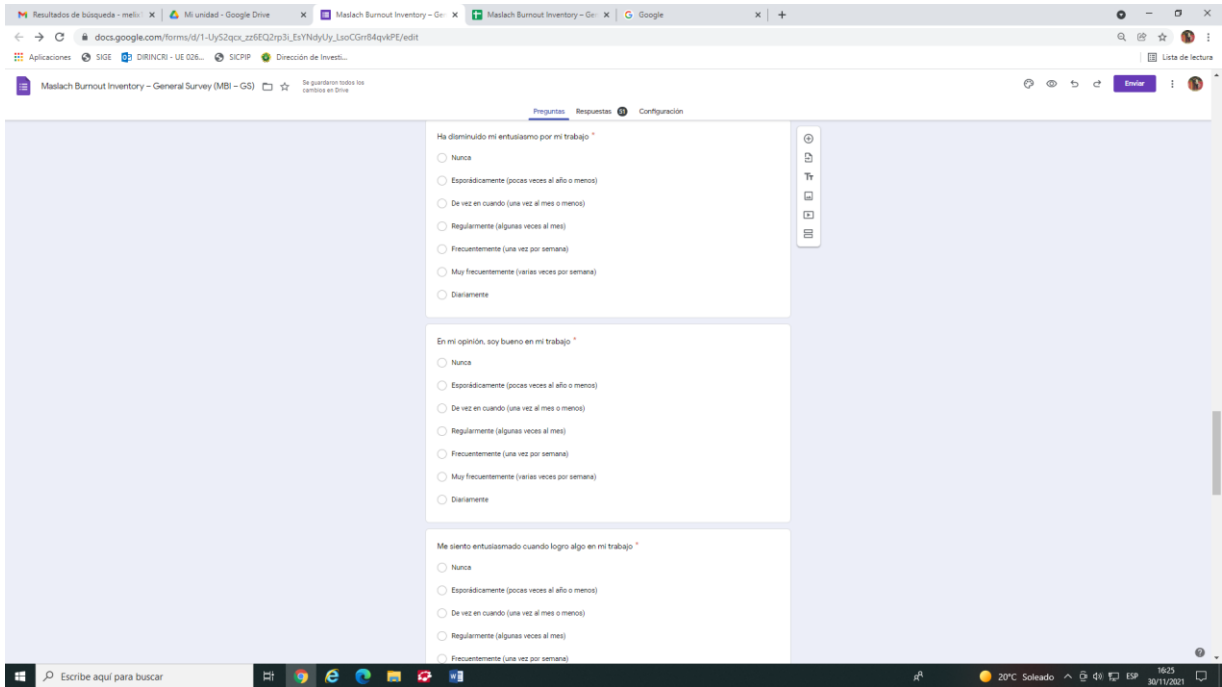 Resultados de búsqueda - melix
Mi unidad - Google Drive
Maslach Burnout Inventory – Gen
Maslach Burnout Inventory – Gen
Google
docs.google.com/forms/d/1-UyS2qcx_zz6EQ2rp3i_EsYNdyUy_LsoCGrr84qvkPE/edit
Aplicaciones
SIGE
DIRINCRI - UE 026...
SICPIP
Dirección de Investi...
Lista de lectura
Maslach Burnout Inventory – General Survey (MBI – GS)
Se guardaron todos los
cambios en Drive
Enviar
Preguntas
Respuestas
51
Configuración
Ha disminuido mi entusiasmo por mi trabajo *
Nunca
Esporádicamente (pocas veces al año o menos)
De vez en cuando (una vez al mes o menos)
Regularmente (algunas veces al mes)
Frecuentemente (una vez por semana)
Muy frecuentemente (varias veces por semana)
Diariamente
En mi opinión, soy bueno en mi trabajo *
Nunca
Esporádicamente (pocas veces al año o menos)
De vez en cuando (una vez al mes o menos)
Regularmente (algunas veces al mes)
Frecuentemente (una vez por semana)
Muy frecuentemente (varias veces por semana)
Diariamente
Me siento entusiasmado cuando logro algo en mi trabajo *
Nunca
Esporádicamente (pocas veces al año o menos)
De vez en cuando (una vez al mes o menos)
Regularmente (algunas veces al mes)
Frecuentemente (una vez por semana)
Escribe aquí para buscar
20°C Soleado
ESP
16:25
30/11/2021